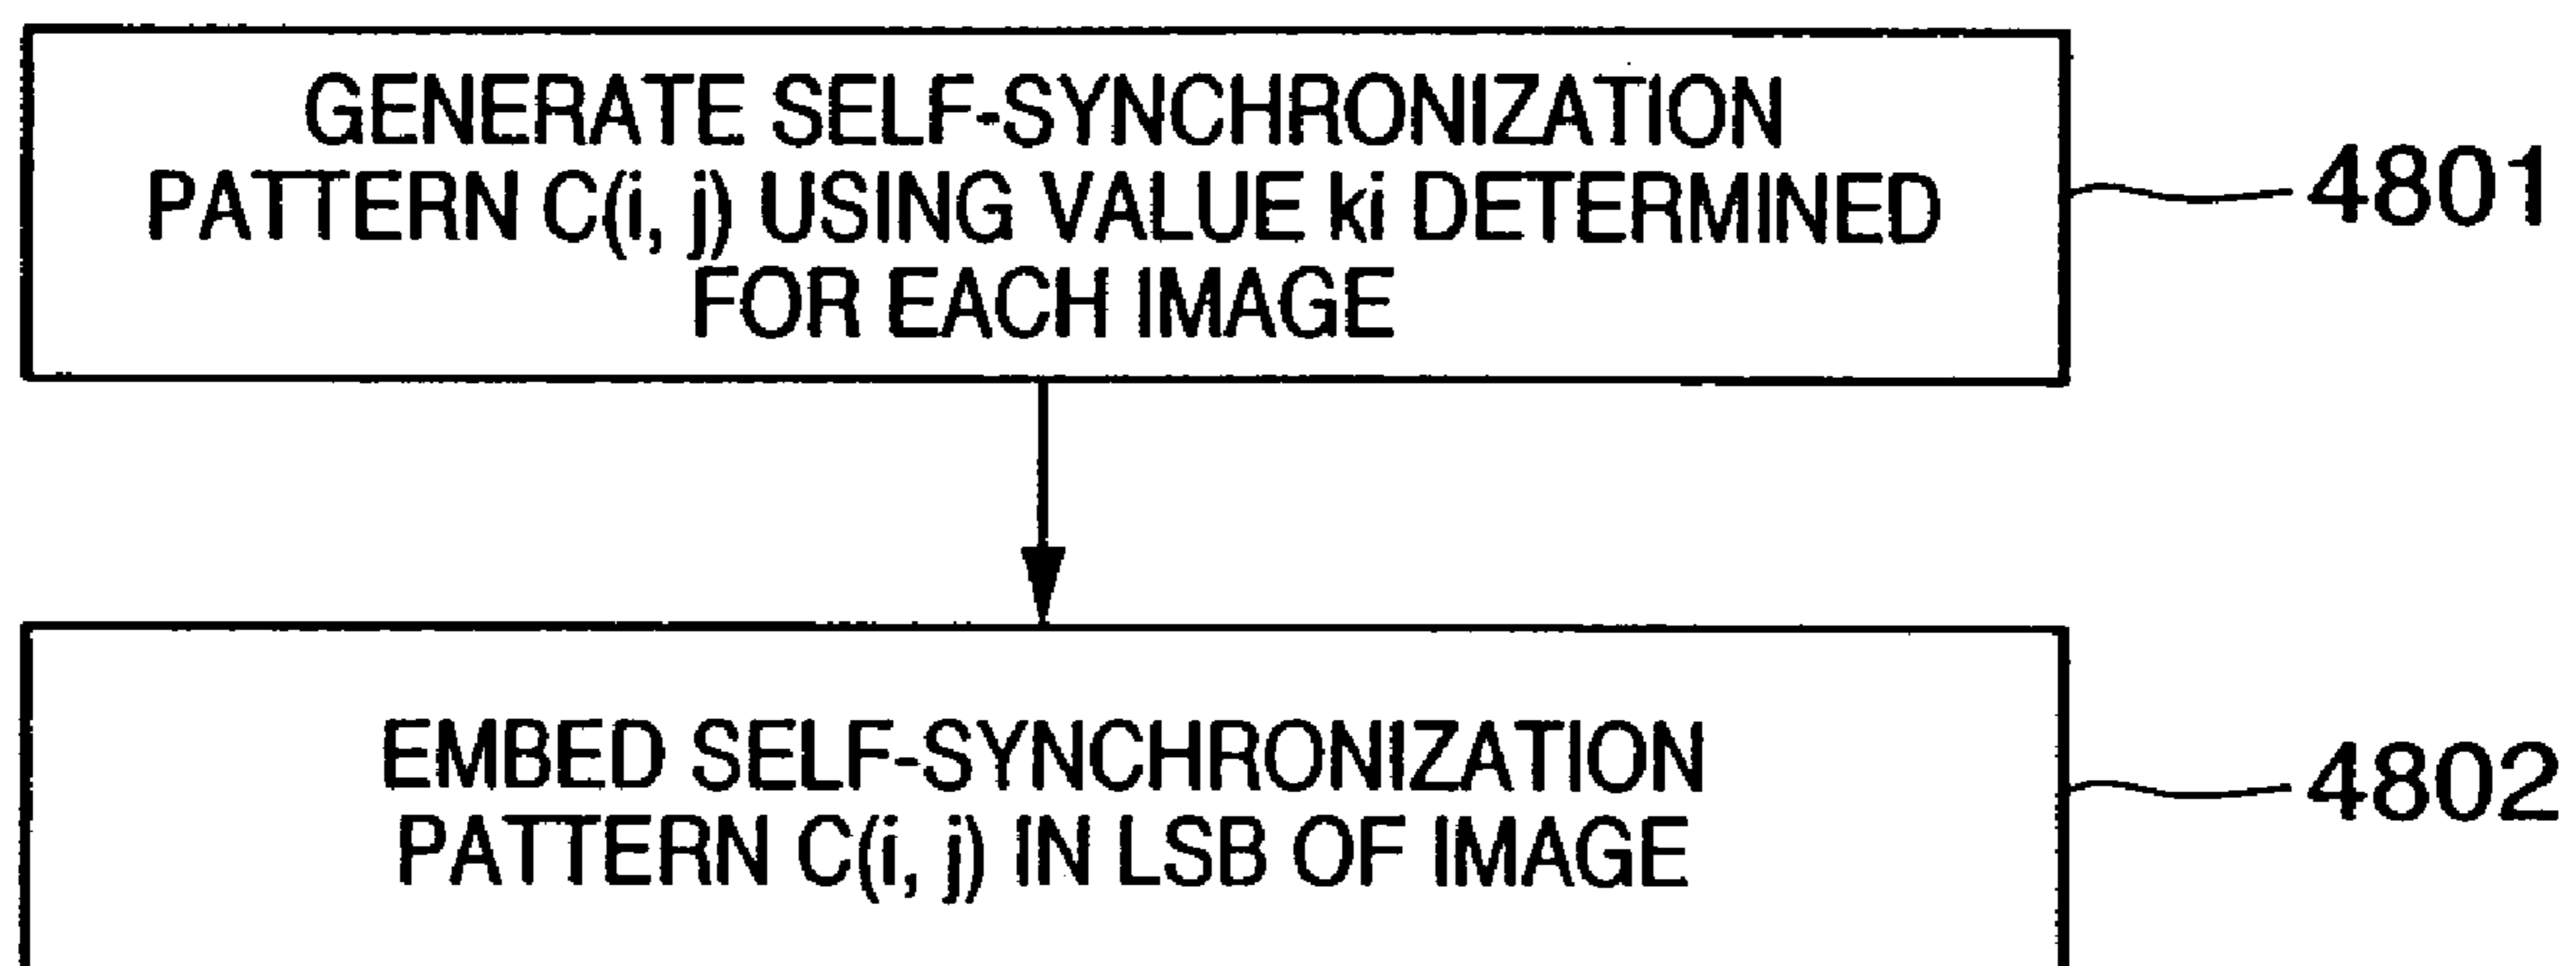 GENERATE SELF-SYNCHRONIZATION
PATTERN C(i, j) USING VALUE ki DETERMINED
FOR EACH IMAGE
4801
EMBED SELF-SYNCHRONIZATION
PATTERN C(i, j) IN LSB OF IMAGE
4802